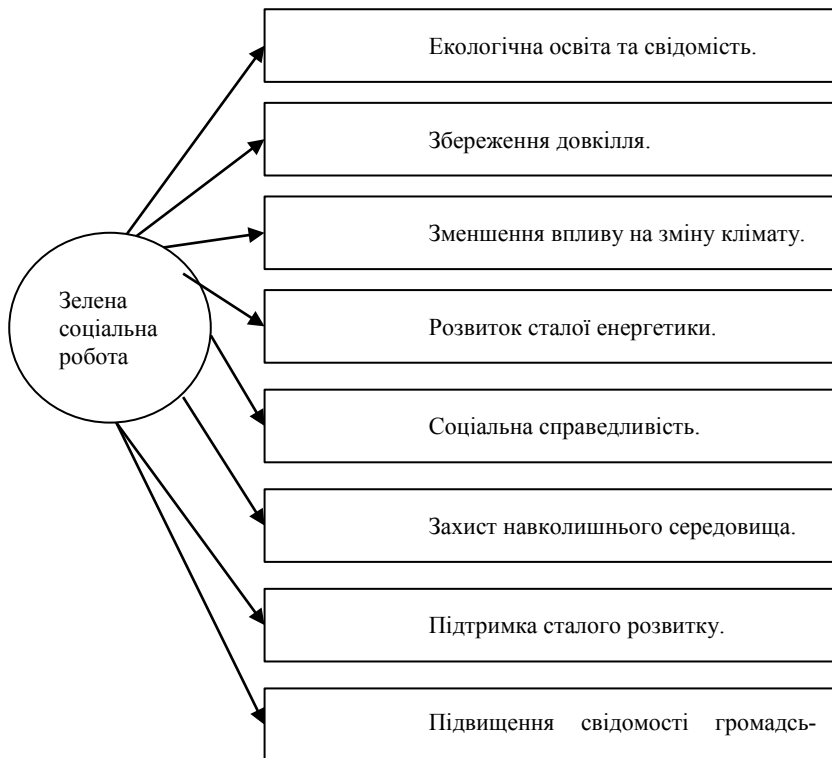 Екологічна освіта та свідомість.
Збереження довкілля.
Зменшення впливу на зміну клімату.
Зелена
соціальна
робота
Розвиток сталої енергетики.
Соціальна справедливість.
Захист навколишнього середовища.
Підтримка сталого розвитку.
Підвищення свідомості громадсь-